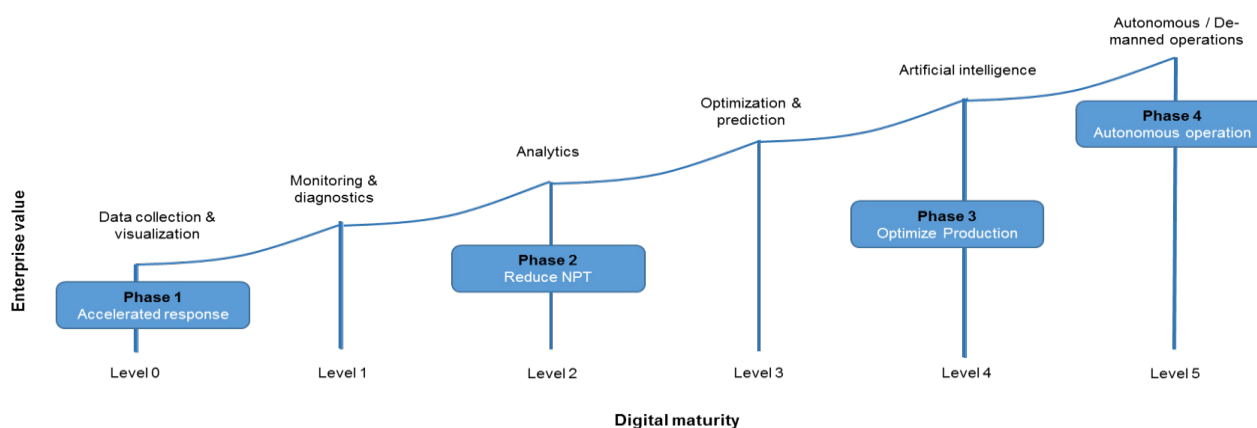 Autonomous / De-
manned operations
Artificial intelligence
Phase 4
Autonomous operation
Optimization &
prediction
Analytics
Monitoring &
diagnostics
Phase 3
Optimize Production
Data collection &
visualization
Phase 2
Reduce NPT
Enterprise value
Phase 1
Accelerated response
Level 0
Level 1
Level 2
Level 3
Level 4
Level 5
Digital maturity